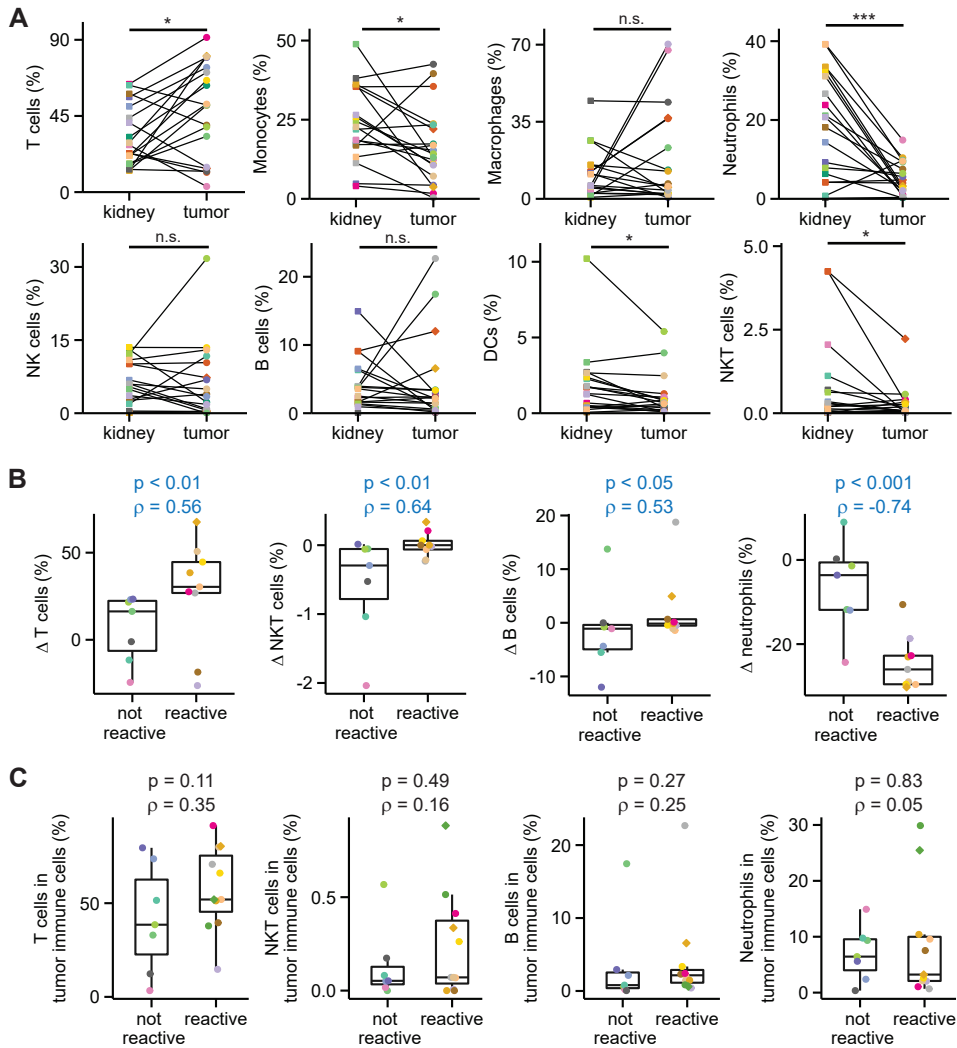 A
T cells (%)
90
45
0
*
kidney
tumor
Monocytes (%)
50
25
0
*
kidney
tumor
Macrophages (%)
70
35
0
n.s.
kidney
tumor
Neutrophils (%)
40
20
0
***
kidney
tumor
NK cells (%)
30
15
0
n.s.
kidney
tumor
B cells (%)
20
10
0
n.s.
kidney
tumor
DCs (%)
10
5
0
*
kidney
tumor
NKT cells (%)
5.0
2.5
0.0
*
kidney
tumor
B
p < 0.01
ρ = 0.56
Δ T cells (%)
50
0
not
reactive
reactive
p < 0.01
ρ = 0.64
Δ NKT cells (%)
0
-1
-2
not
reactive
reactive
p < 0.05
ρ = 0.53
Δ B cells (%)
20
10
0
-10
not
reactive
reactive
p < 0.001
ρ = -0.74
Δ neutrophils (%)
0
-20
not
reactive
reactive
C
p = 0.11
ρ = 0.35
T cells in
tumor immune cells (%)
50
0
not
reactive
reactive
p = 0.49
ρ = 0.16
NKT cells in
tumor immune cells (%)
0.5
0.0
not
reactive
reactive
p = 0.27
ρ = 0.25
B cells in
tumor immune cells (%)
20
10
0
not
reactive
reactive
p = 0.83
ρ = 0.05
Neutrophils in
tumor immune cells (%)
30
20
10
0
not
reactive
reactive